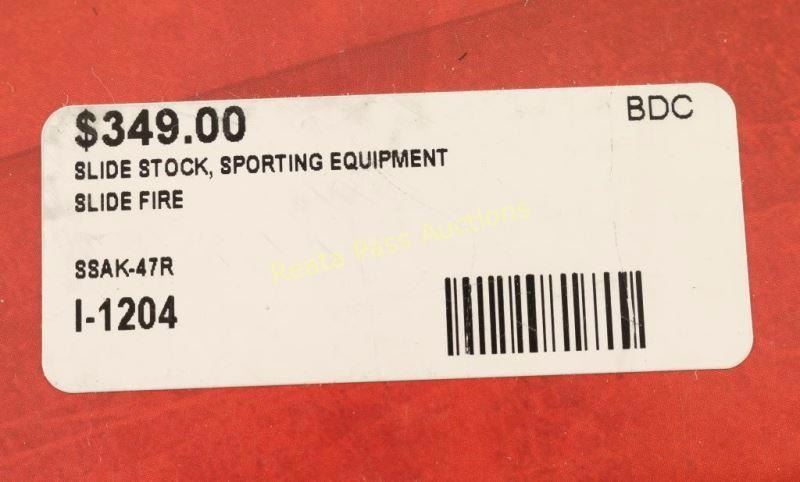 $349.00
BDC
SLIDE STOCK, SPORTING EQUIPMENT
SLIDE FIRE
Reata Pass Auctions
SSAK-47R
I-1204